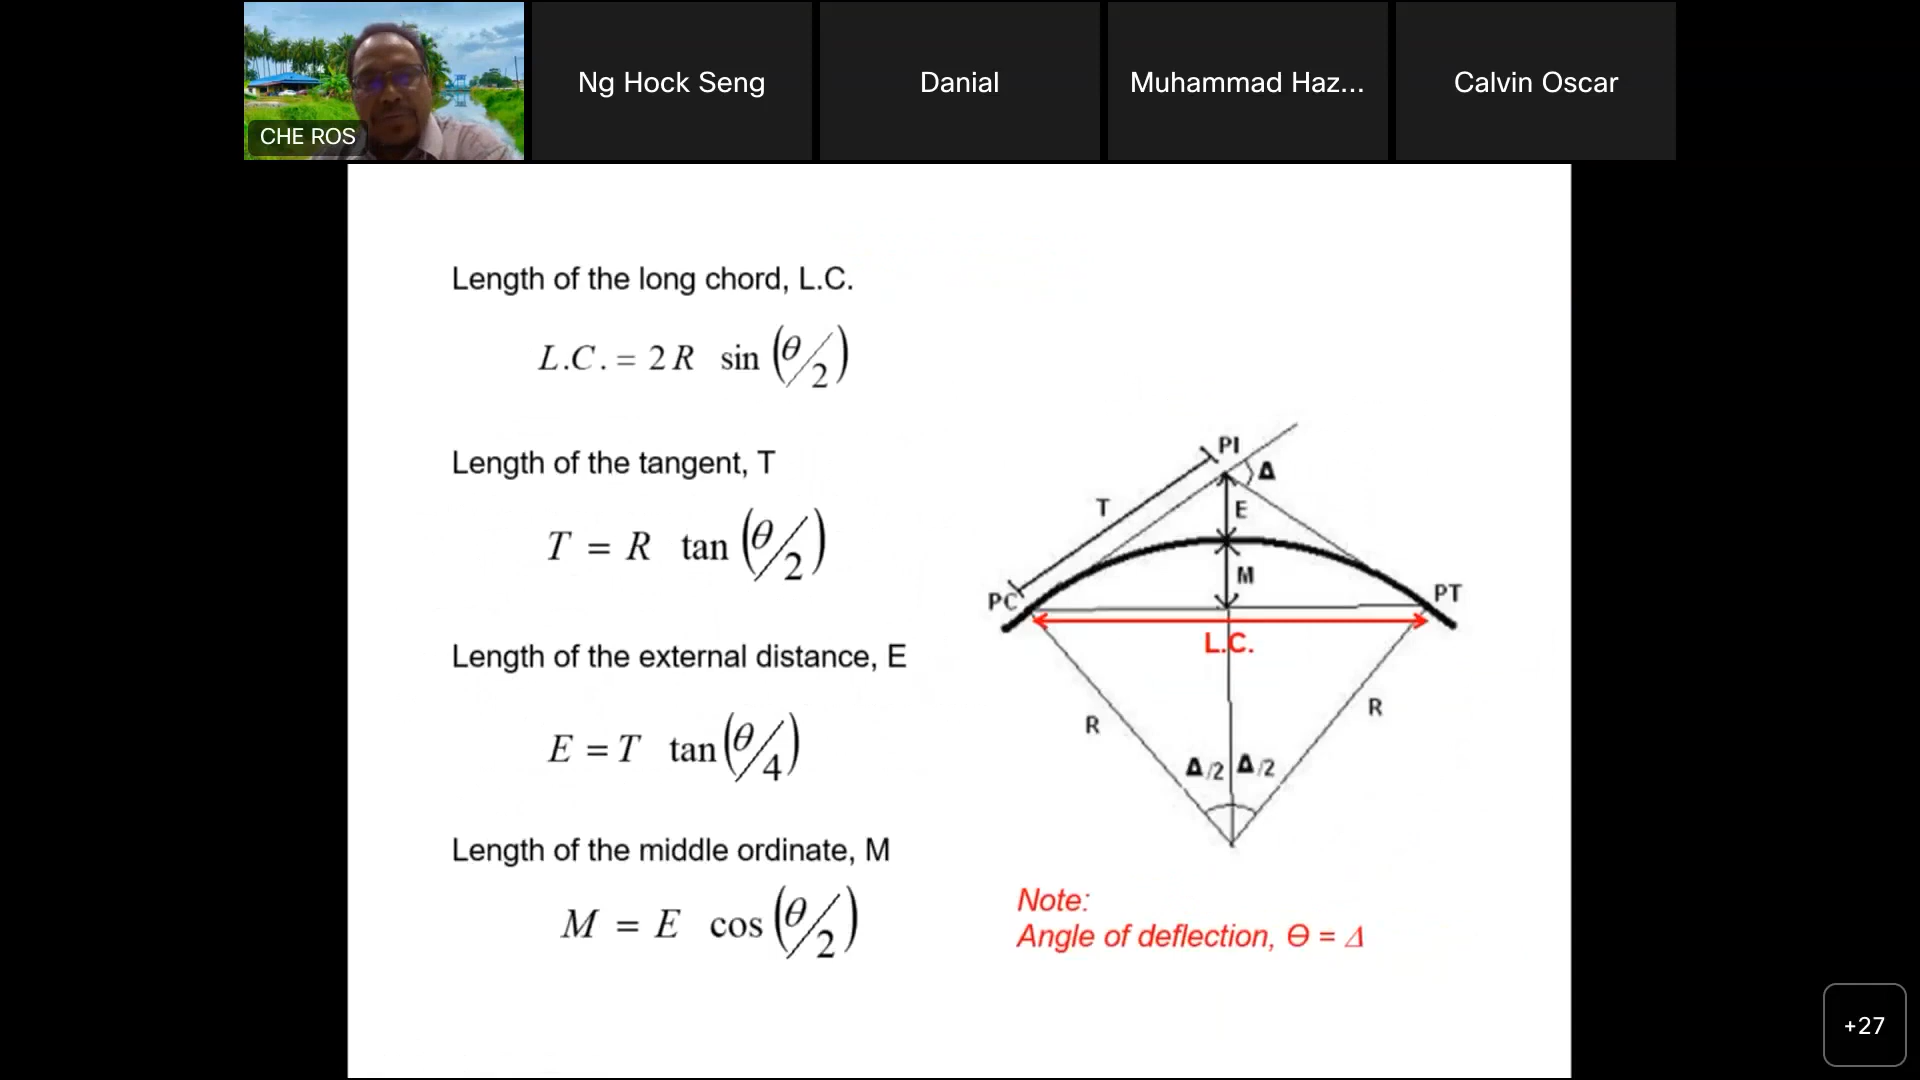 CHE ROS
Ng Hock Seng
Danial
Muhammad Haz...
Calvin Oscar
Length of the long chord, L.C.
L.C. = 2R sin (θ/2)
Length of the tangent, T
T = R tan (θ/2)
Length of the external distance, E
E = T tan (θ/4)
Length of the middle ordinate, M
M = E cos (θ/2)
PI
Δ
T
E
M
PC
PT
L.C.
R
R
Δ/2
Δ/2
Note:
Angle of deflection, Ө = Δ
+27